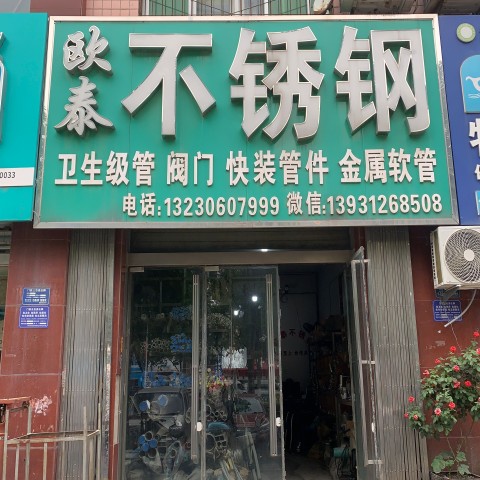 欧泰
不锈钢
卫生级管 阀门 快装管件 金属软管
电话:13230607999 微信:13931268508
0033